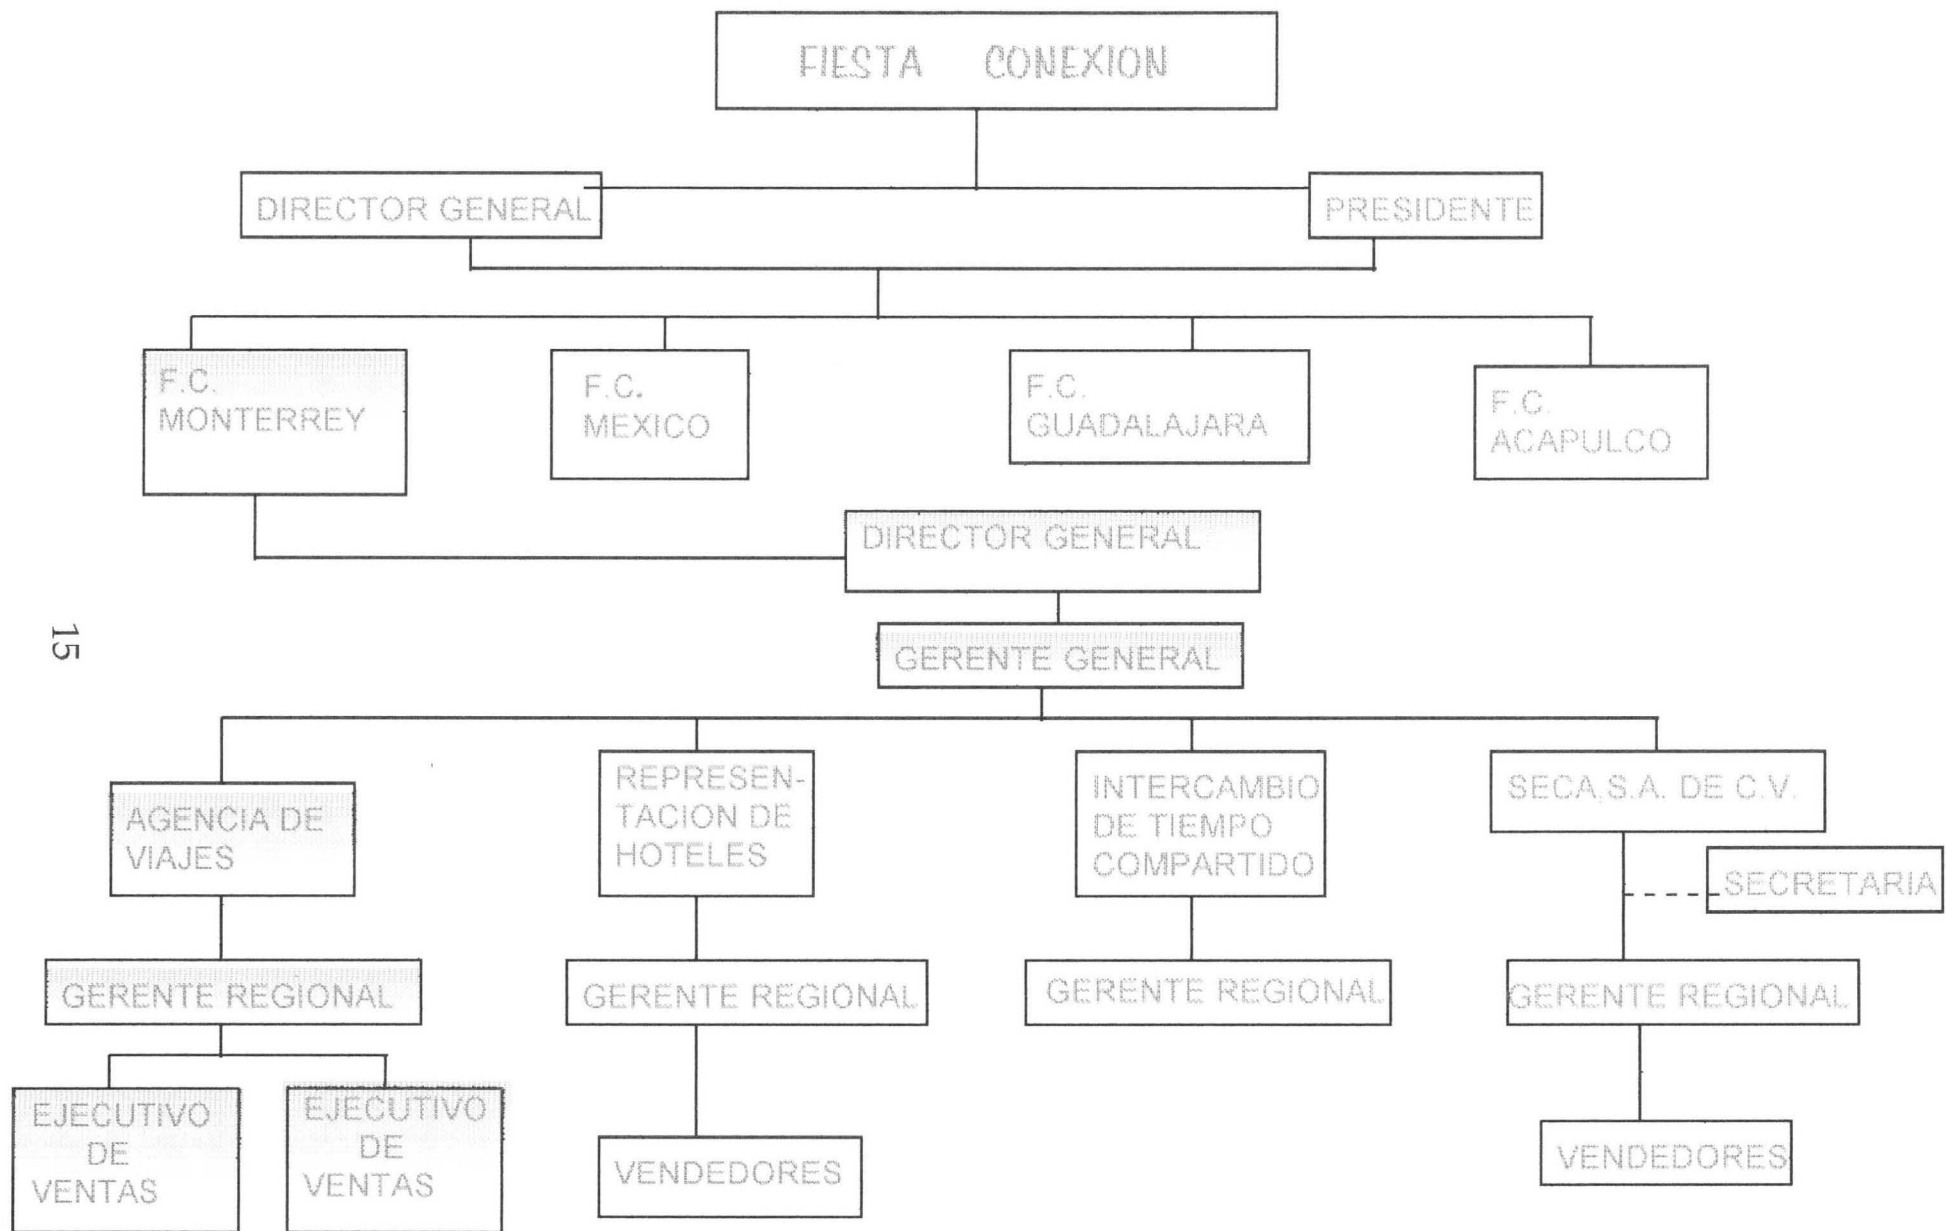 FIESTA CONEXION
DIRECTOR GENERAL
PRESIDENTE
F.C.
MONTERREY
F.C.
MEXICO
F.C.
GUADALAJARA
F.C.
ACAPULCO
DIRECTOR GENERAL
GERENTE GENERAL
AGENCIA DE
VIAJES
REPRESEN-
TACION DE
HOTELES
INTERCAMBIO
DE TIEMPO
COMPARTIDO
SECA,S.A. DE C.V.
SECRETARIA
GERENTE REGIONAL
GERENTE REGIONAL
GERENTE REGIONAL
GERENTE REGIONAL
EJECUTIVO
DE
VENTAS
EJECUTIVO
DE
VENTAS
VENDEDORES
VENDEDORES
15